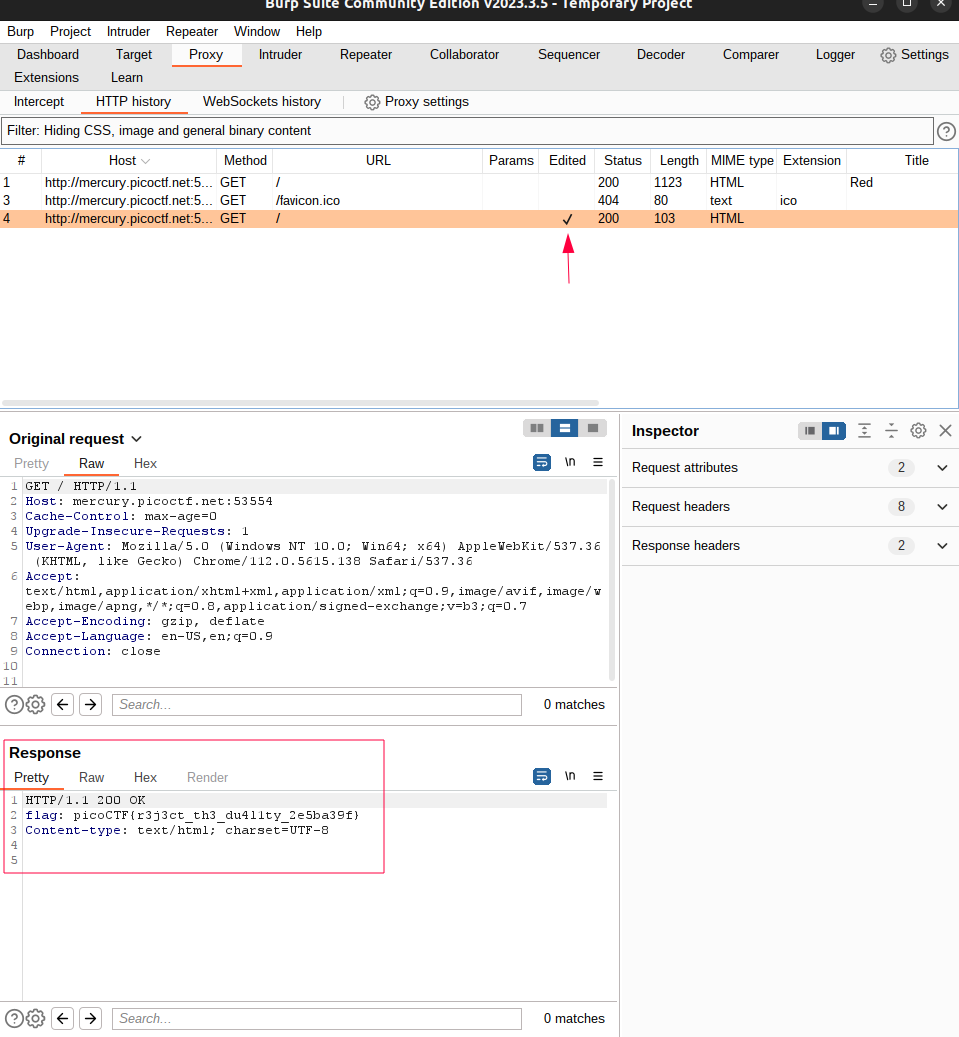 Burp Suite Community Edition v2023.3.5 - Temporary Project
Burp Project Intruder Repeater Window Help
Dashboard Target Proxy Intruder Repeater Collaborator Sequencer Decoder Comparer Logger Settings
Extensions Learn
Intercept HTTP history WebSockets history Proxy settings
Filter: Hiding CSS, image and general binary content
# Host Method URL Params Edited Status Length MIME type Extension Title
1 http://mercury.picoctf.net:5... GET / 200 1123 HTML Red
3 http://mercury.picoctf.net:5... GET /favicon.ico 404 80 text ico
4 http://mercury.picoctf.net:5... GET / ✓ 200 103 HTML
Original request
Pretty Raw Hex \n
1 GET / HTTP/1.1
2 Host: mercury.picoctf.net:53554
3 Cache-Control: max-age=0
4 Upgrade-Insecure-Requests: 1
5 User-Agent: Mozilla/5.0 (Windows NT 10.0; Win64; x64) AppleWebKit/537.36
(KHTML, like Gecko) Chrome/112.0.5615.138 Safari/537.36
6 Accept:
text/html,application/xhtml+xml,application/xml;q=0.9,image/avif,image/w
ebp,image/apng,*/*;q=0.8,application/signed-exchange;v=b3;q=0.7
7 Accept-Encoding: gzip, deflate
8 Accept-Language: en-US,en;q=0.9
9 Connection: close
10
11
Search... 0 matches
Response
Pretty Raw Hex Render \n
1 HTTP/1.1 200 OK
2 flag: picoCTF{r3j3ct_th3_du4l1ty_2e5ba39f}
3 Content-type: text/html; charset=UTF-8
4
5
Search... 0 matches
Inspector
Request attributes 2
Request headers 8
Response headers 2